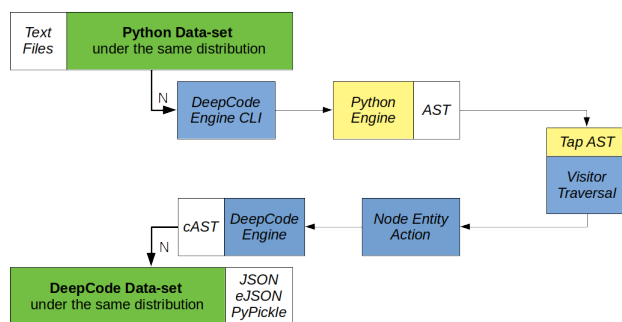 Text
Files
Python Data-set
under the same distribution
N
DeepCode
Engine CLI
Python
Engine
AST
Tap AST
Visitor
Traversal
cAST
DeepCode
Engine
Node Entity
Action
N
DeepCode Data-set
under the same distribution
JSON
eJSON
PyPickle